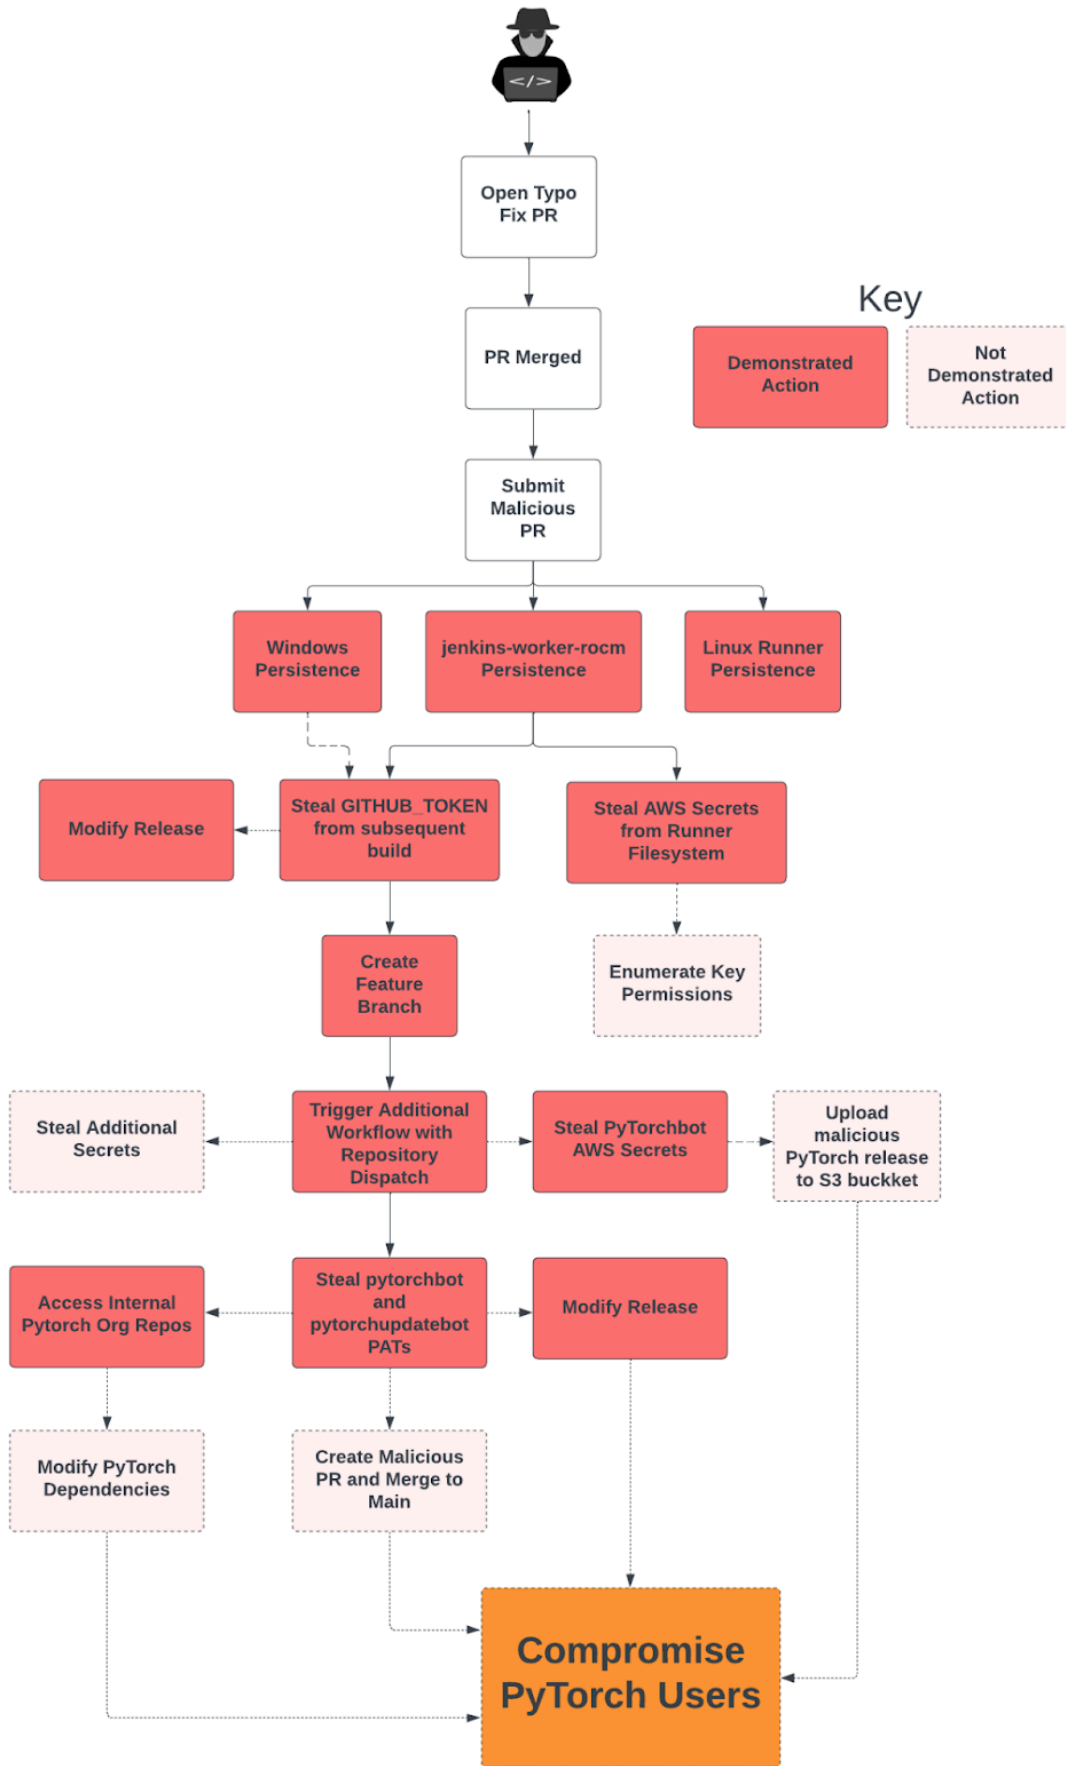 </>
Open Typo
Fix PR
Key
PR Merged
Demonstrated
Action
Not
Demonstrated
Action
Submit
Malicious
PR
Windows
Persistence
jenkins-worker-rocm
Persistence
Linux Runner
Persistence
Modify Release
Steal GITHUB_TOKEN
from subsequent
build
Steal AWS Secrets
from Runner
Filesystem
Create
Feature
Branch
Enumerate Key
Permissions
Steal Additional
Secrets
Trigger Additional
Workflow with
Repository
Dispatch
Steal PyTorchbot
AWS Secrets
Upload
malicious
PyTorch release
to S3 buckket
Access Internal
Pytorch Org Repos
Steal pytorchbot
and
pytorchupdatebot
PATs
Modify Release
Modify PyTorch
Dependencies
Create Malicious
PR and Merge to
Main
Compromise
PyTorch Users